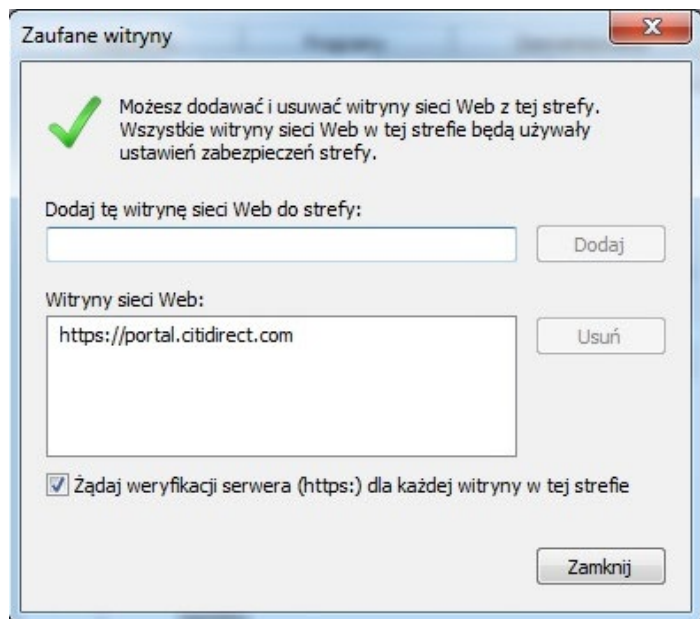 Zaufane witryny
Możesz dodawać i usuwać witryny sieci Web z tej strefy.
Wszystkie witryny sieci Web w tej strefie będą używały
ustawień zabezpieczeń strefy.
Dodaj tę witrynę sieci Web do strefy:
Dodaj
Witryny sieci Web:
https://portal.citidirect.com
Usuń
Żądaj weryfikacji serwera (https:) dla każdej witryny w tej strefie
Zamknij